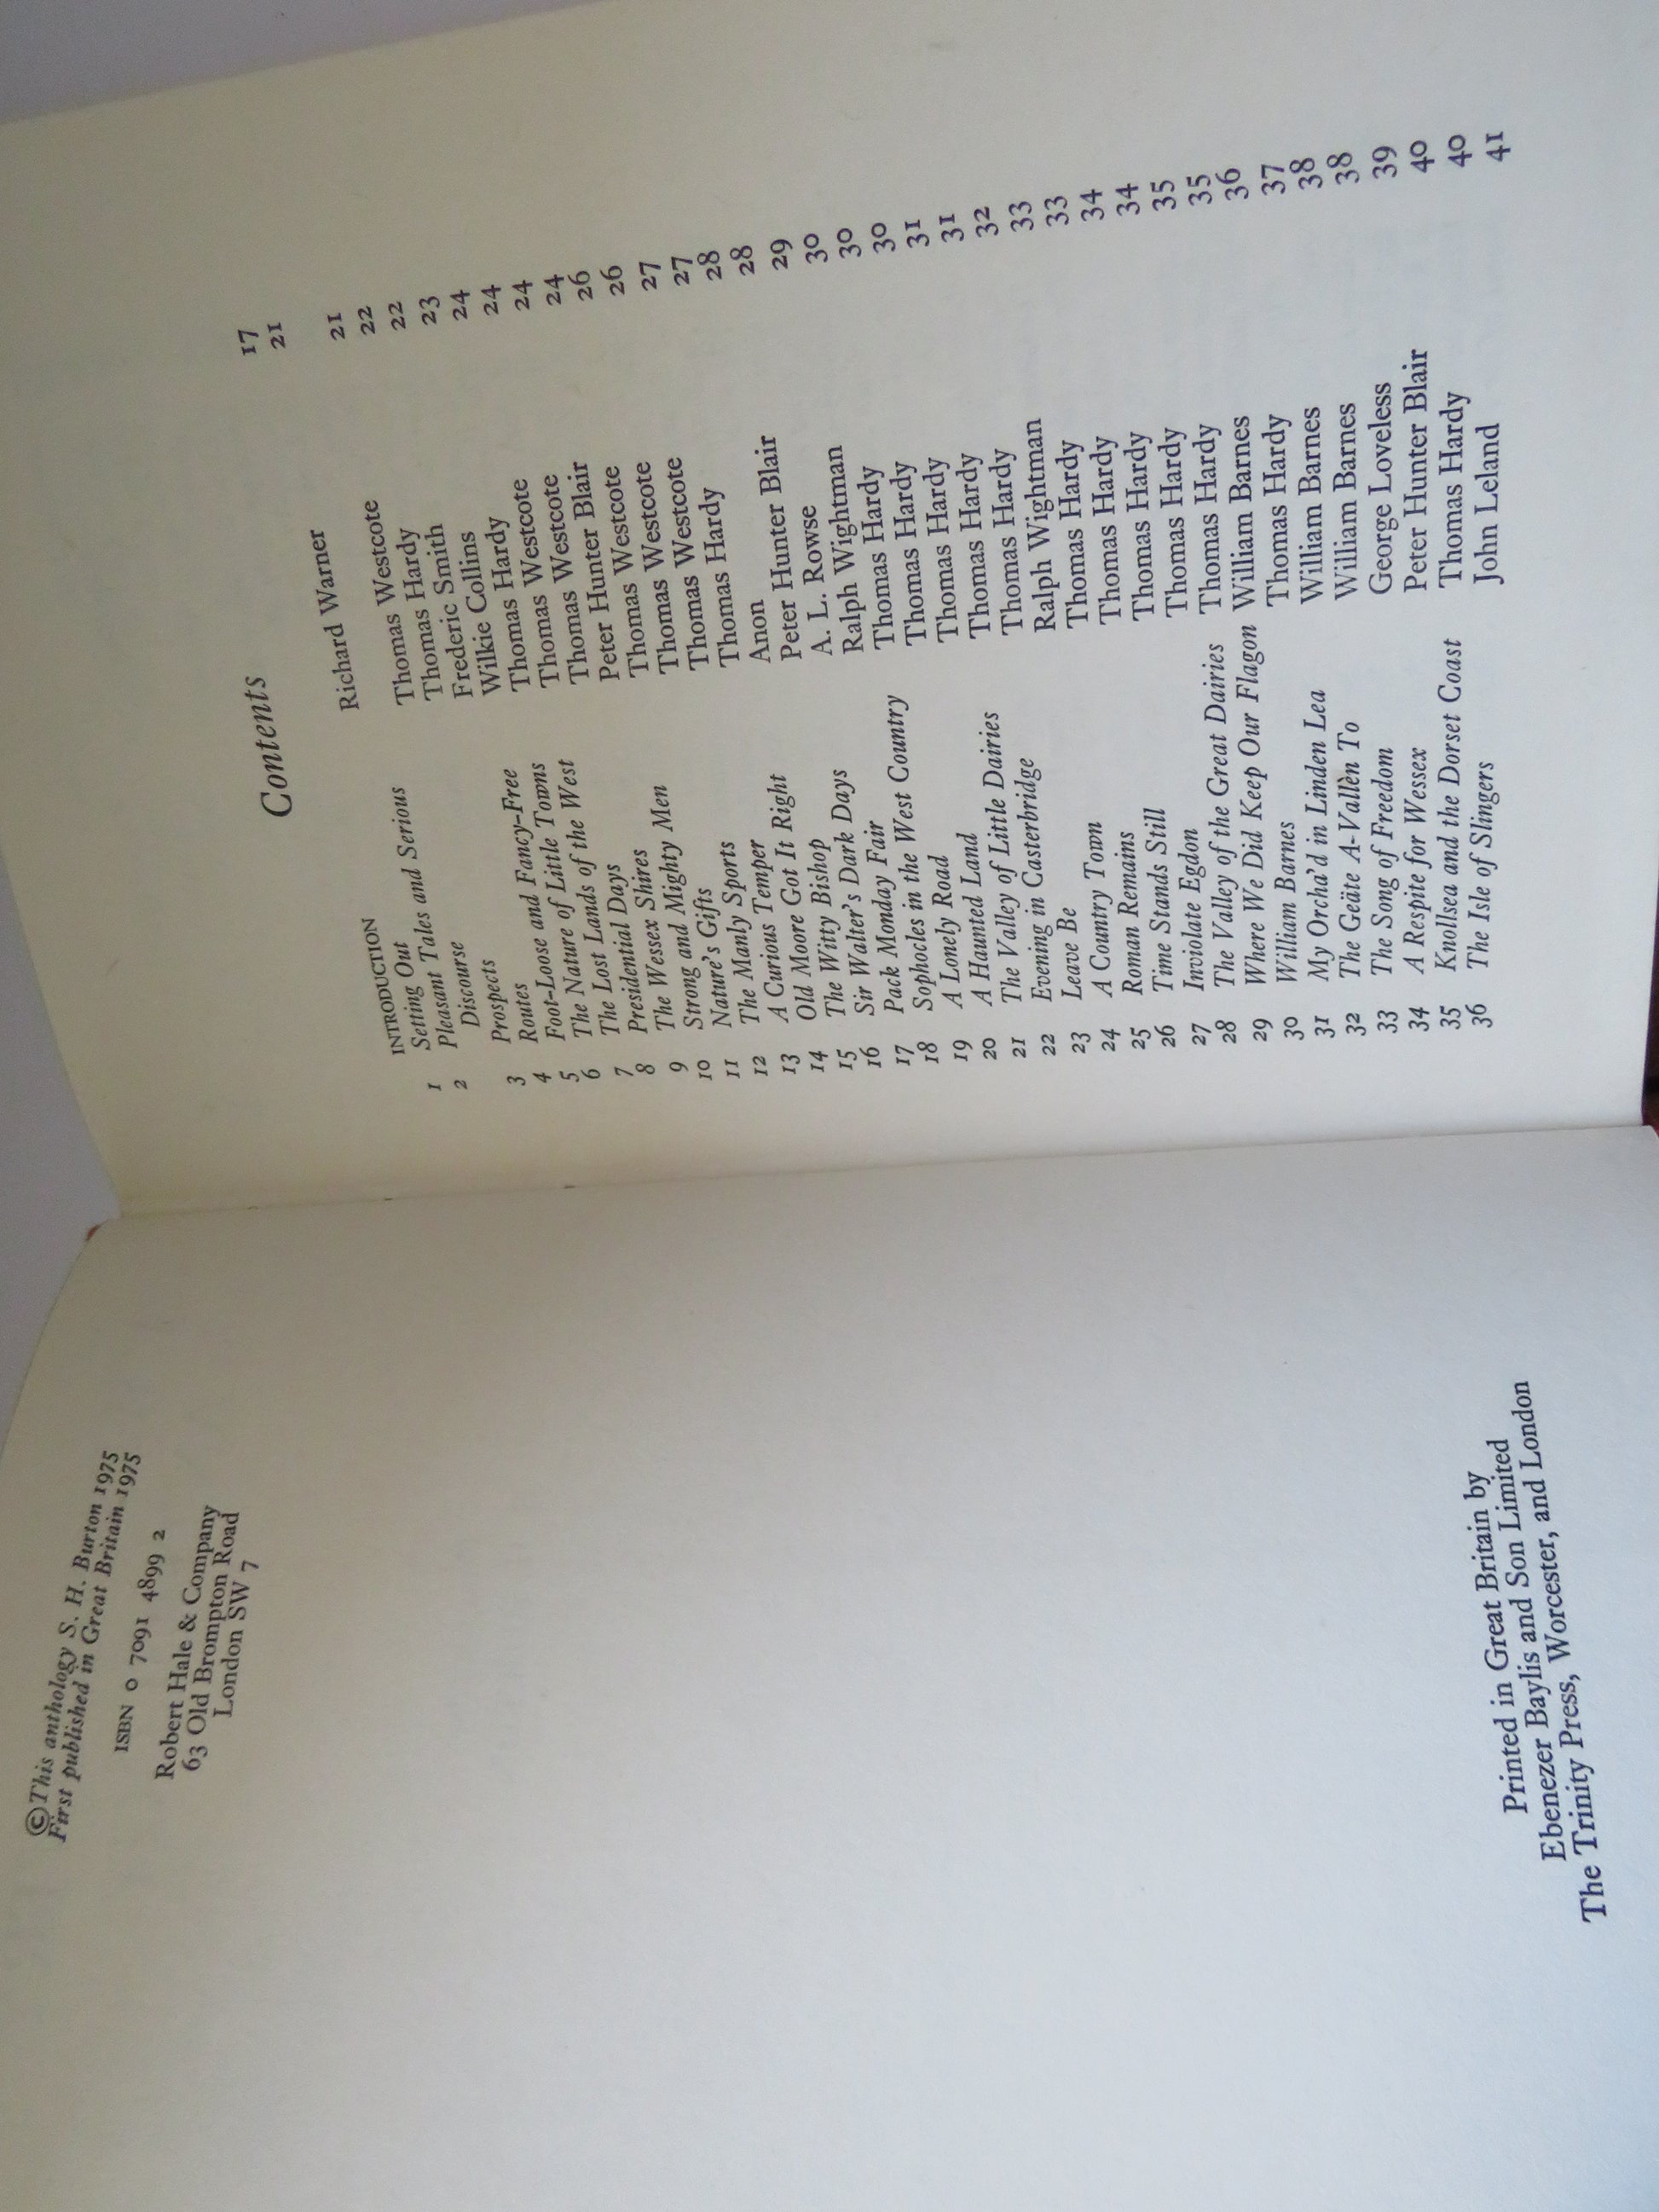 ©This anthology S. H. Burton 1975
First published in Great Britain 1975
ISBN 0 7091 4899 2
Robert Hale & Company
63 Old Brompton Road
London SW 7
Printed in Great Britain by
Ebenezer Baylis and Son Limited
The Trinity Press, Worcester, and London
Contents
INTRODUCTION 17
1 Setting Out Richard Warner 21
2 Pleasant Tales and Serious
Discourse Thomas Westcote 21
3 Prospects Thomas Hardy 22
4 Routes Frederic Smith 22
5 Foot-Loose and Fancy-Free Wilkie Collins 23
6 The Nature of Little Towns Thomas Hardy 24
7 The Lost Lands of the West Thomas Westcote 24
8 Presidential Days Thomas Westcote 24
9 The Wessex Shires Peter Hunter Blair 24
10 Strong and Mighty Men Thomas Westcote 26
11 Nature's Gifts Thomas Westcote 26
12 The Manly Sports Thomas Westcote 27
13 A Curious Temper Thomas Hardy 27
14 Old Moore Got It Right Anon 28
15 The Witty Bishop Peter Hunter Blair 28
16 Sir Walter's Dark Days A. L. Rowse 29
17 Pack Monday Fair Ralph Wightman 30
18 Sophocles in the West Country Thomas Hardy 30
19 A Lonely Road Thomas Hardy 30
20 A Haunted Land Thomas Hardy 31
21 The Valley of Little Dairies Thomas Hardy 31
22 Evening in Casterbridge Thomas Hardy 32
23 Leave Be Ralph Wightman 33
24 A Country Town Thomas Hardy 33
25 Roman Remains Thomas Hardy 34
26 Time Stands Still Thomas Hardy 34
27 Inviolate Egdon Thomas Hardy 35
28 The Valley of the Great Dairies Thomas Hardy 35
29 Where We Did Keep Our Flagon William Barnes 36
30 William Barnes Thomas Hardy 37
31 My Orcha'd in Linden Lea William Barnes 38
32 The Geäte A-Vallèn To William Barnes 38
33 The Song of Freedom George Loveless 39
34 A Respite for Wessex Peter Hunter Blair 40
35 Knollsea and the Dorset Coast Thomas Hardy 40
36 The Isle of Slingers John Leland 41